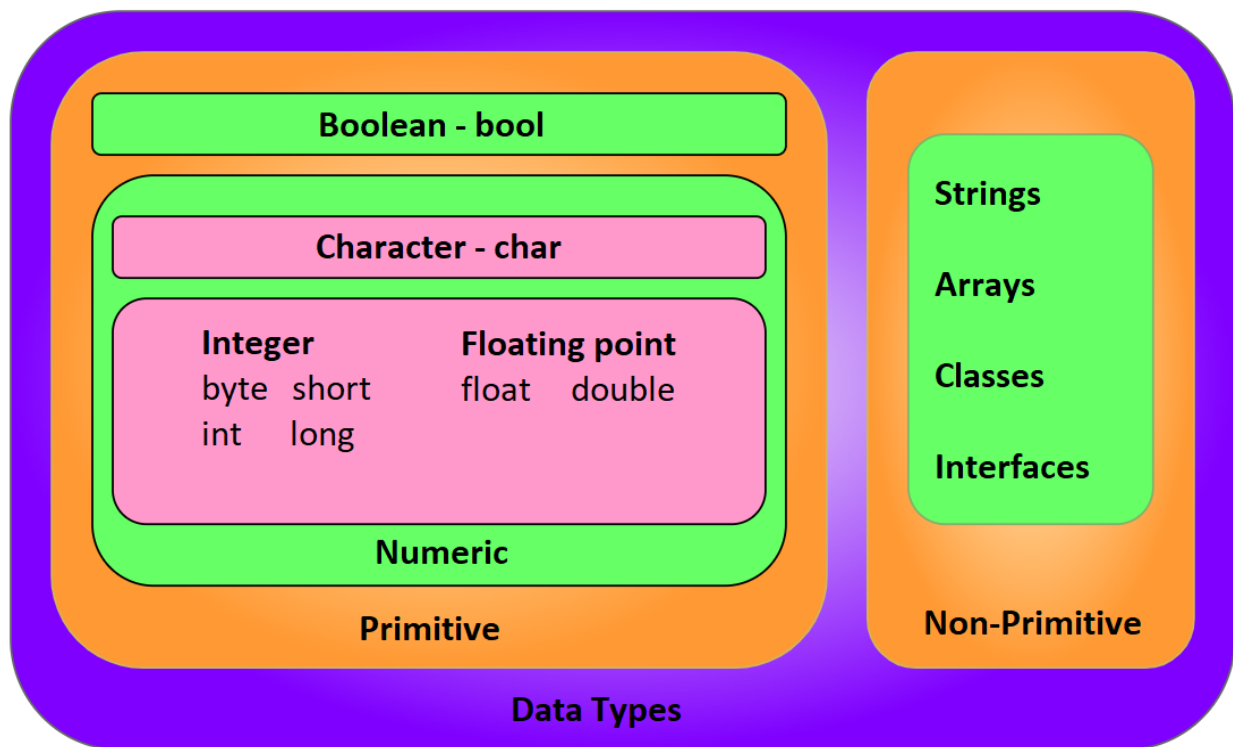 Boolean - bool
Character - char
Integer
byte short
int long
Floating point
float double
Numeric
Primitive
Strings
Arrays
Classes
Interfaces
Non-Primitive
Data Types